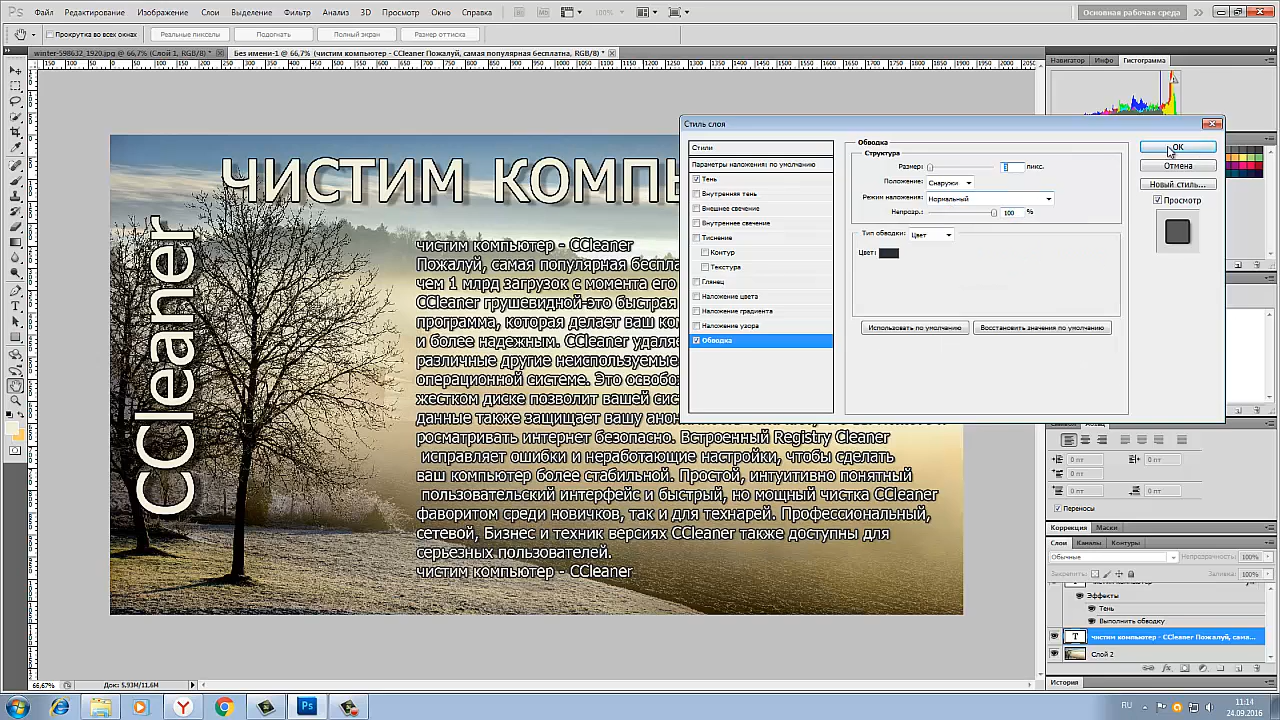 Файл Редактирование Изображение Слои Выделение Фильтр Анализ 3D Просмотр Окно Справка
100%
Основная рабочая среда
Прокрутка во всех окнах Реальные пикселы Подогнать Полный экран Размер оттиска
winter-598632_1920.jpg @ 66,7% (Слой 1, RGB/8) *
Без имени-1 @ 66,7% (чистим компьютер - CCleaner Пожалуй, самая популярная бесплатна, RGB/8) *
Навигатор Инфо Гистограмма
ЧИСТИМ КОМПЬ
CCleaner
чистим компьютер - CCleaner
Пожалуй, самая популярная беспла
чем 1 млрд загрузок с момента его
CCleaner грушевидной-это быстрая
программа, которая делает ваш ко
и более надежным. CCleaner удаля
различные другие неиспользуемые
операционной системе. Это освобо
жестком диске позволит вашей сис
данные также защищает вашу ано
росматривать интернет безопасно. Встроенный Registry Cleaner
исправляет ошибки и неработающие настройки, чтобы сделать
ваш компьютер более стабильной. Простой, интуитивно понятный
пользовательский интерфейс и быстрый, но мощный чистка CCleaner
фаворитом среди новичков, так и для технарей. Профессиональный,
сетевой, Бизнес и техник версиях CCleaner также доступны для
серьезных пользователей.
чистим компьютер - CCleaner
Стиль слоя
Стили
Параметры наложения: по умолчанию
Тень
Внутренняя тень
Внешнее свечение
Внутреннее свечение
Тиснение
Контур
Текстура
Глянец
Наложение цвета
Наложение градиента
Наложение узора
Обводка
Обводка
Структура
Размер: пикс.
Положение: Снаружи
Режим наложения: Нормальный
Непрозр.: 100 %
Тип обводки: Цвет
Цвет:
Использовать по умолчанию Восстановить значения по умолчанию
OK
Отмена
Новый стиль...
Просмотр
Абзац
0 пт 0 пт
0 пт
0 пт 0 пт
Переносы
Коррекция Маски
Слои Каналы Контуры
Обычные Непрозрачность: 100%
Закрепить: Заливка: 100%
Эффекты
Тень
Выполнить обводку
T чистим компьютер - CCleaner Пожалуй, сама...
Слой 2
История
66,67% Док: 5,93M/11,6M
RU 11:14
24.09.2016